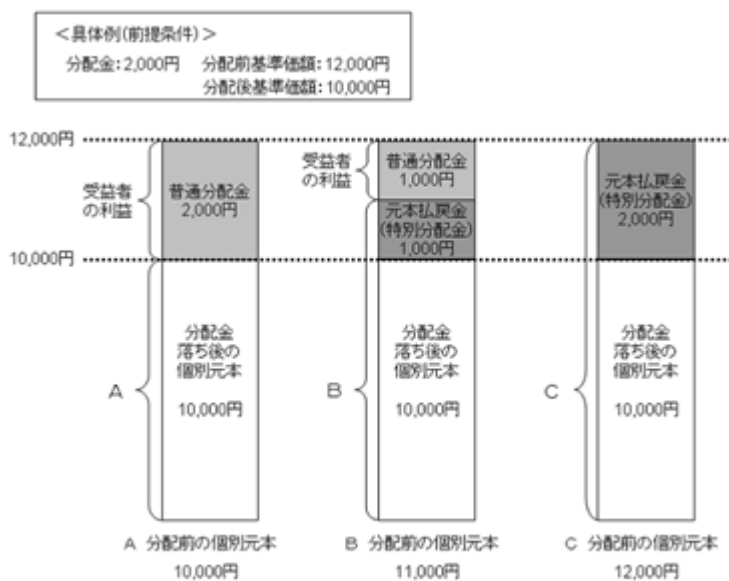 ＜具体例(前提条件)＞
分配金：2,000円　分配前基準価額：12,000円
分配後基準価額：10,000円
12,000円
受益者
の利益
普通分配金
2,000円
受益者
の利益
普通分配金
1,000円
元本払戻金
(特別分配金)
1,000円
元本払戻金
(特別分配金)
2,000円
10,000円
A
分配金
落ち後の
個別元本
10,000円
B
分配金
落ち後の
個別元本
10,000円
C
分配金
落ち後の
個別元本
10,000円
A 分配前の個別元本
10,000円
B 分配前の個別元本
11,000円
C 分配前の個別元本
12,000円